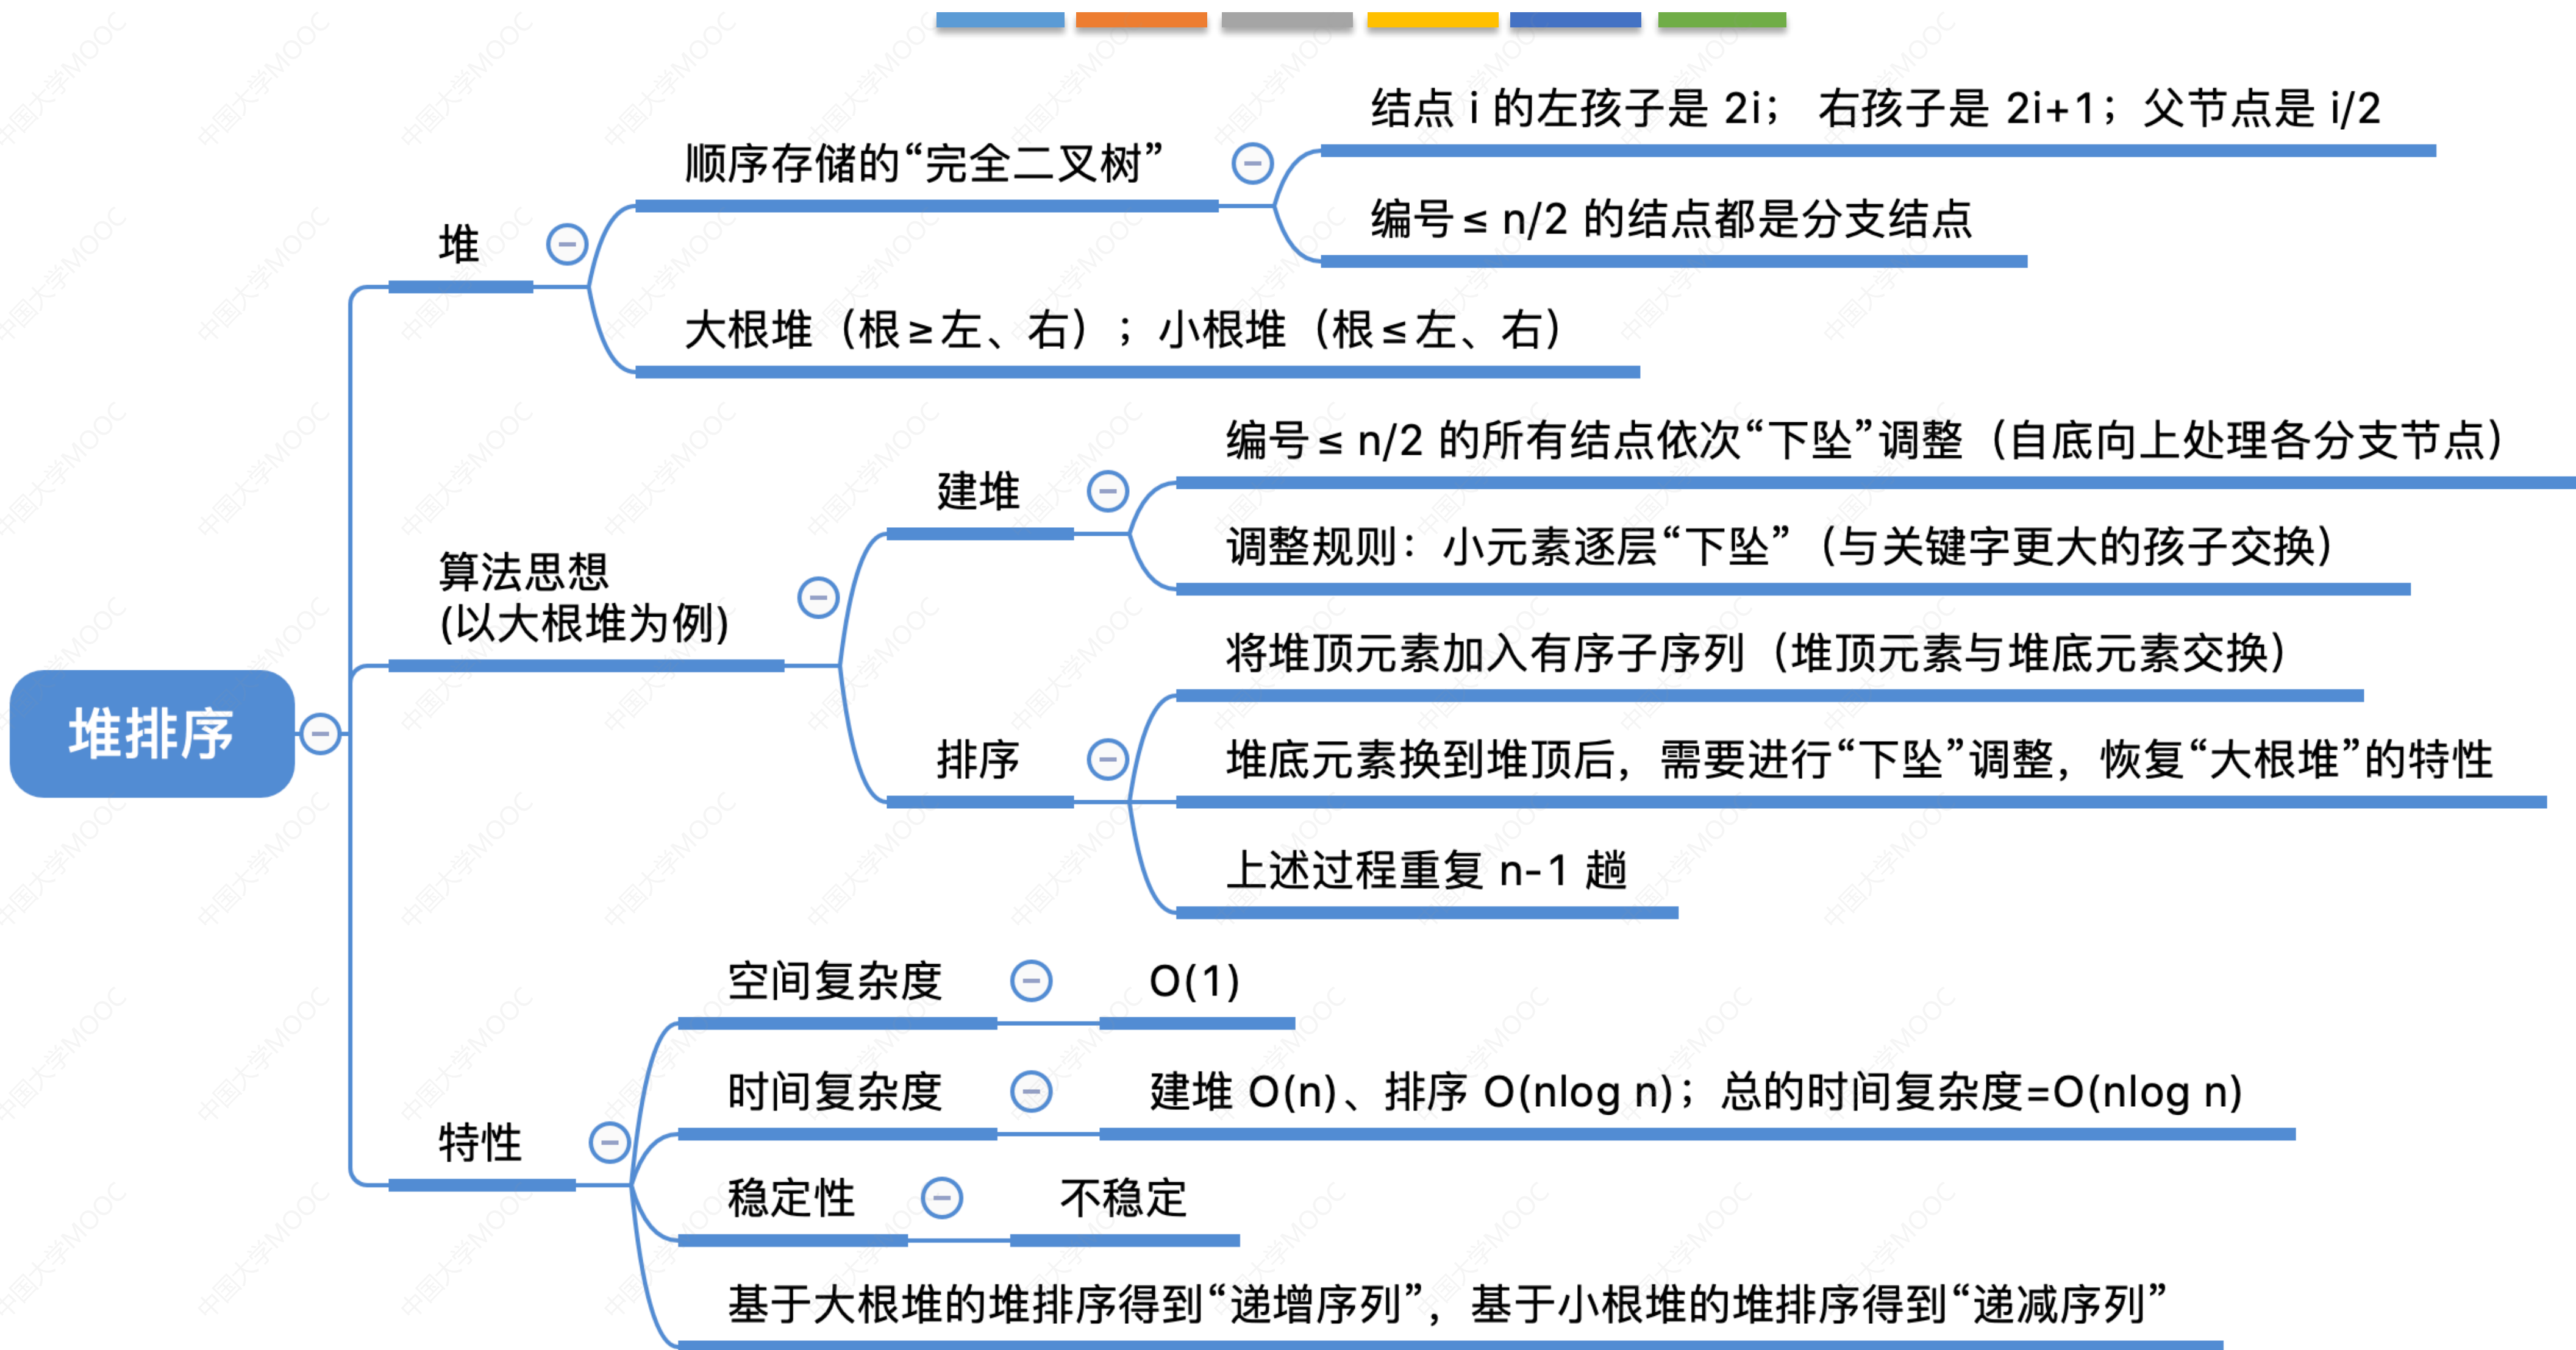 结点 i 的左孩子是 2i； 右孩子是 2i+1；父节点是 i/2
顺序存储的“完全二叉树”
编号≤ n/2 的结点都是分支结点
堆
大根堆（根≥左、右）；小根堆（根≤左、右）
编号≤ n/2 的所有结点依次“下坠”调整（自底向上处理各分支节点）
建堆
调整规则：小元素逐层“下坠”（与关键字更大的孩子交换）
算法思想
(以大根堆为例)
将堆顶元素加入有序子序列（堆顶元素与堆底元素交换）
堆排序
排序
堆底元素换到堆顶后，需要进行“下坠”调整，恢复“大根堆”的特性
上述过程重复 n-1 趟
空间复杂度
O(1)
时间复杂度
建堆 O(n)、排序 O(nlog n)；总的时间复杂度=O(nlog n)
特性
稳定性
不稳定
基于大根堆的堆排序得到“递增序列”，基于小根堆的堆排序得到“递减序列”
中国大学MOOC